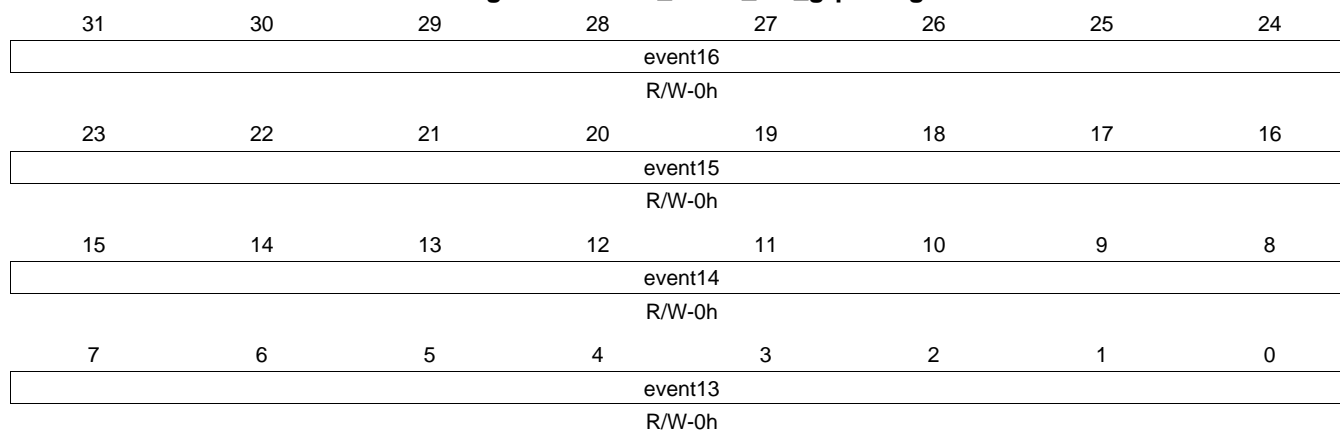 31 30 29 28 27 26 25 24
event16
R/W-0h
23 22 21 20 19 18 17 16
event15
R/W-0h
15 14 13 12 11 10 9 8
event14
R/W-0h
7 6 5 4 3 2 1 0
event13
R/W-0h